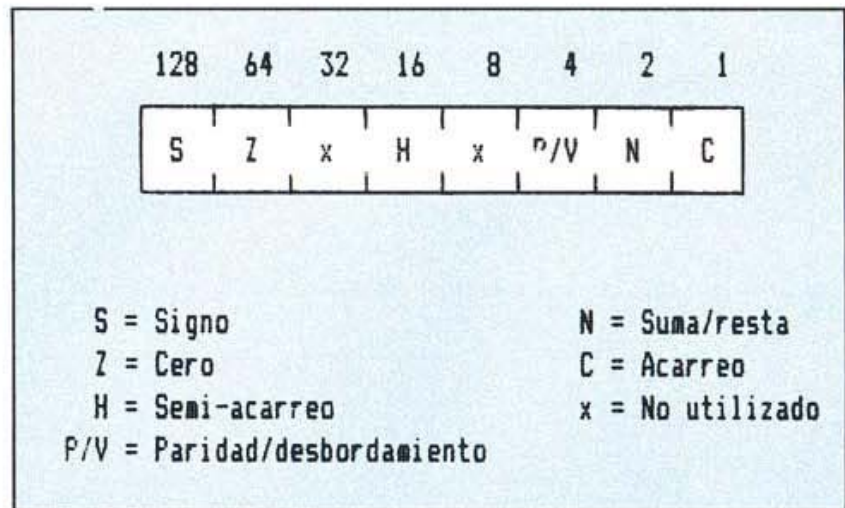 128 64 32 16 8 4 2 1
S Z x H x P/V N C
S = Signo
Z = Cero
H = Semi-acarreo
P/V = Paridad/desbordamiento
N = Suma/resta
C = Acarreo
x = No utilizado